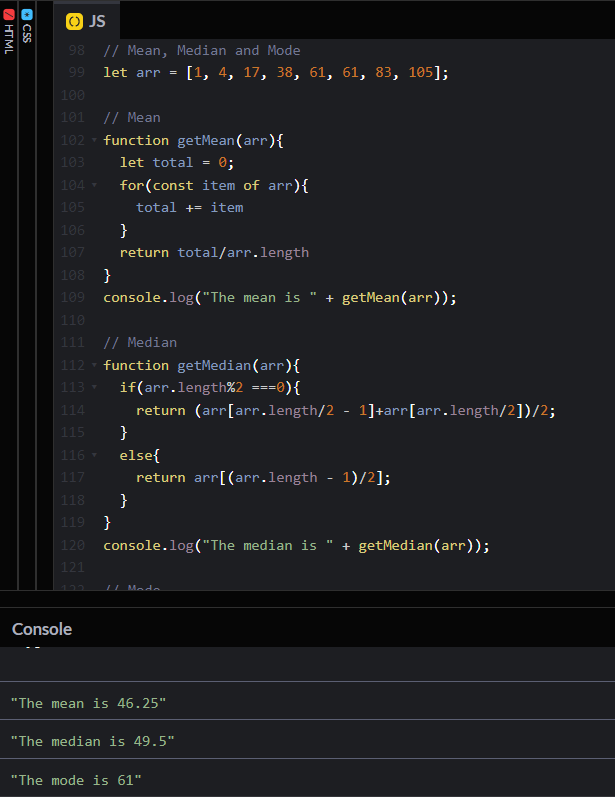 HTML
CSS
JS
98 // Mean, Median and Mode
99 let arr = [1, 4, 17, 38, 61, 61, 83, 105];
100
101 // Mean
102 function getMean(arr){
103   let total = 0;
104   for(const item of arr){
105     total += item
106   }
107   return total/arr.length
108 }
109 console.log("The mean is " + getMean(arr));
110
111 // Median
112 function getMedian(arr){
113   if(arr.length%2 ===0){
114     return (arr[arr.length/2 - 1]+arr[arr.length/2])/2;
115   }
116   else{
117     return arr[(arr.length - 1)/2];
118   }
119 }
120 console.log("The median is " + getMedian(arr));
121
122 // Mode
Console
"The mean is 46.25"
"The median is 49.5"
"The mode is 61"